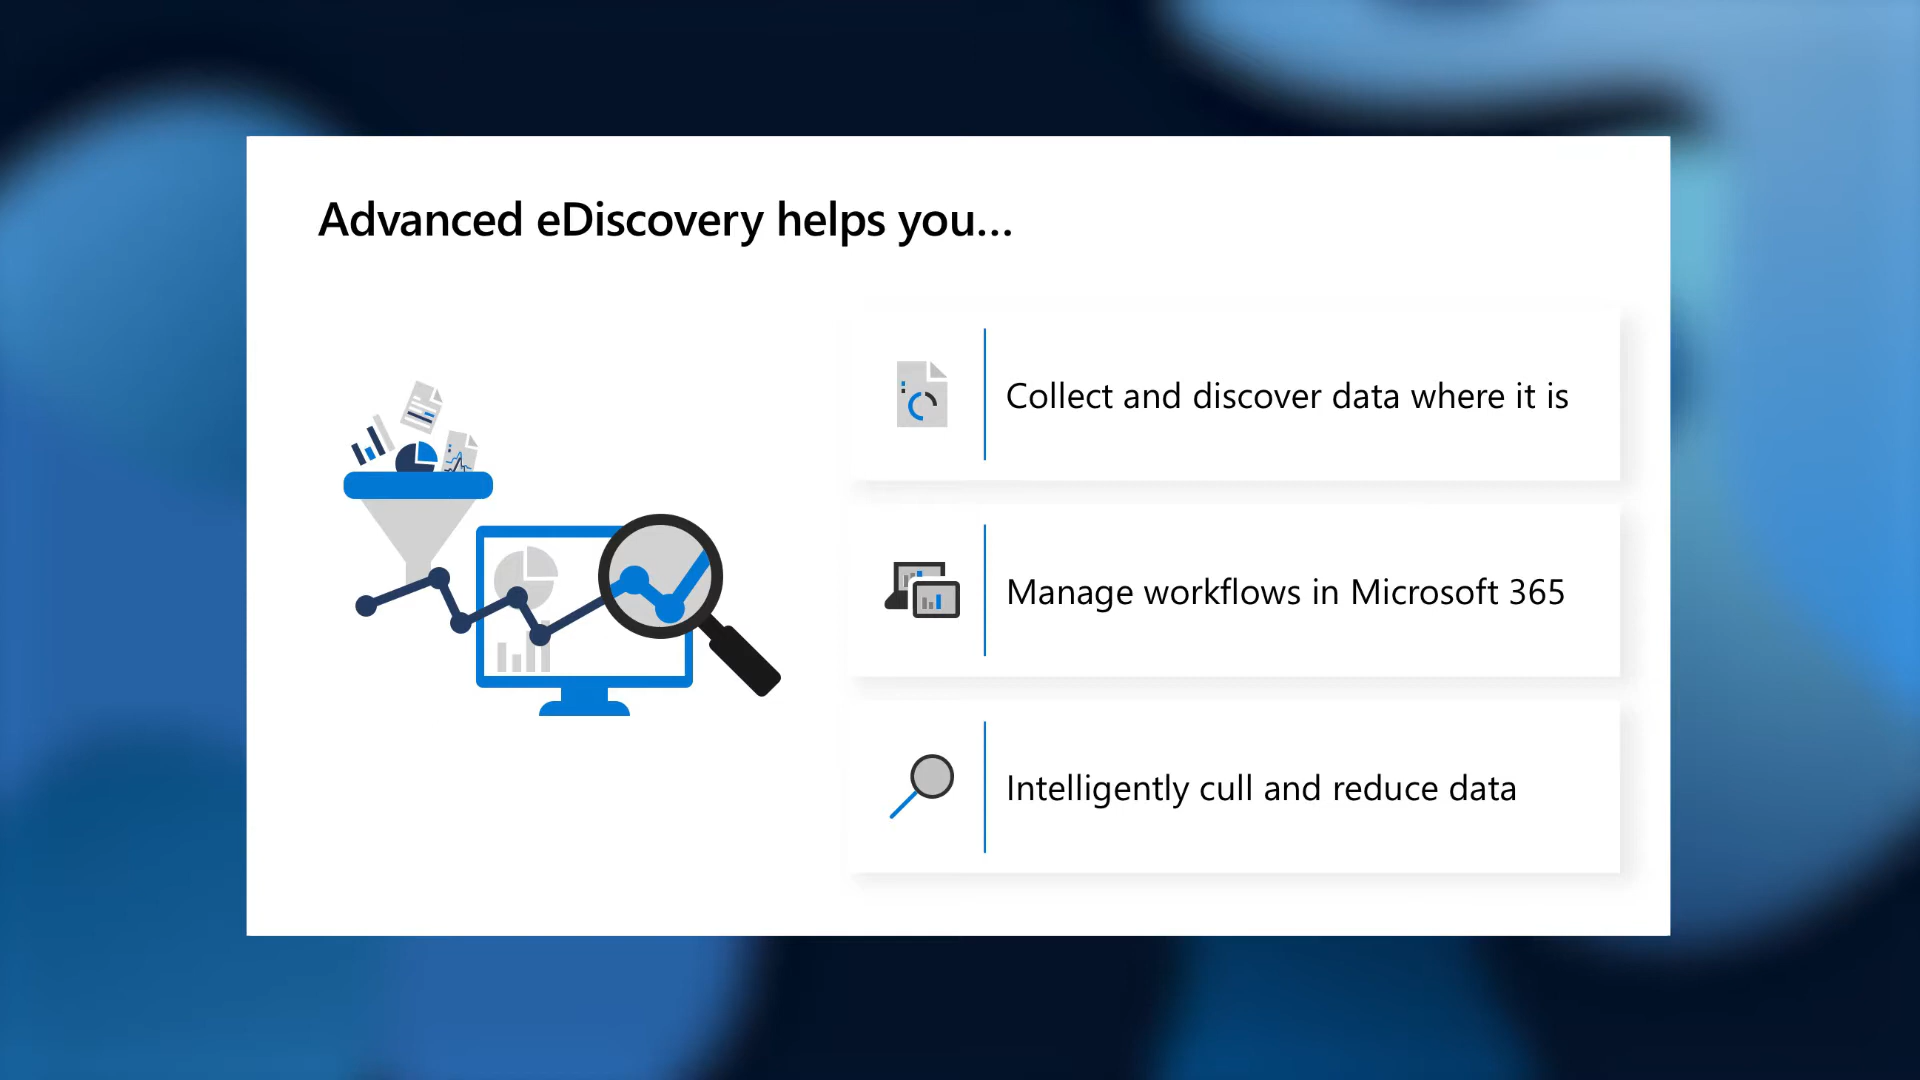 Advanced eDiscovery helps you...
Collect and discover data where it is
Manage workflows in Microsoft 365
Intelligently cull and reduce data